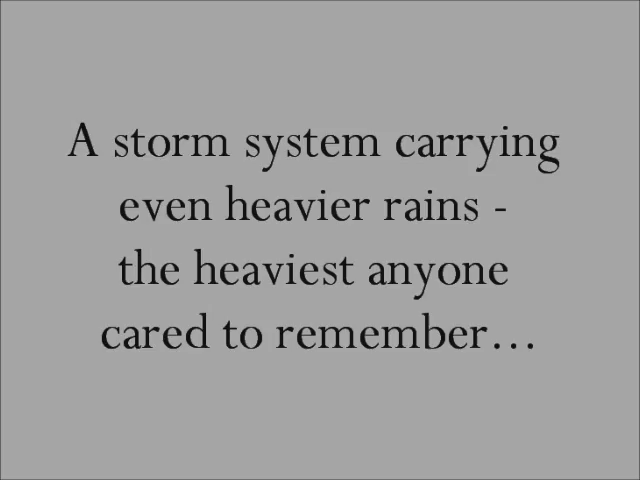 A storm system carrying
even heavier rains -
the heaviest anyone
cared to remember…